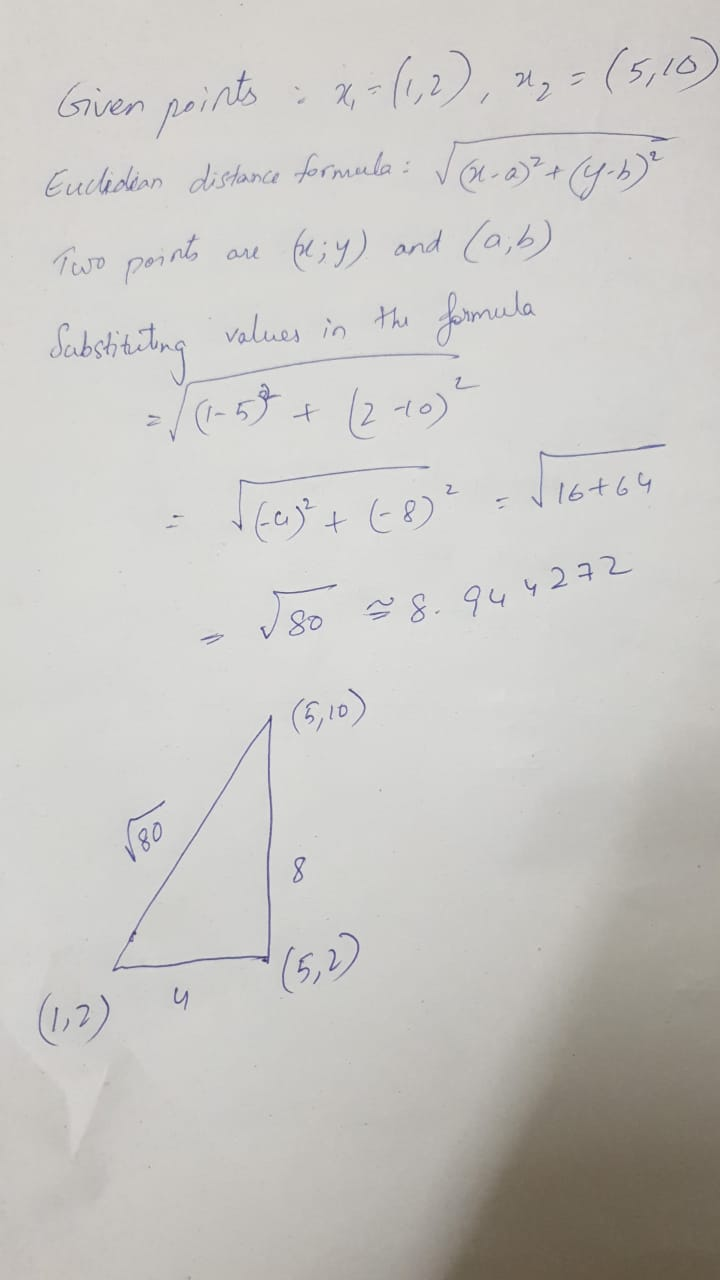 Given points : x₁ = (1,2), x₂ = (5,10)
Euclidian distance formula: √(x-a)²+(y-b)²
Two points are (x;y) and (a,b)
Substituting values in the formula
= √(1-5)² + (2-10)²
= √(-4)² + (-8)² = √16+64
= √80 ≅ 8.944272
(5,10)
√80
8
(5,2)
(1,2)
4